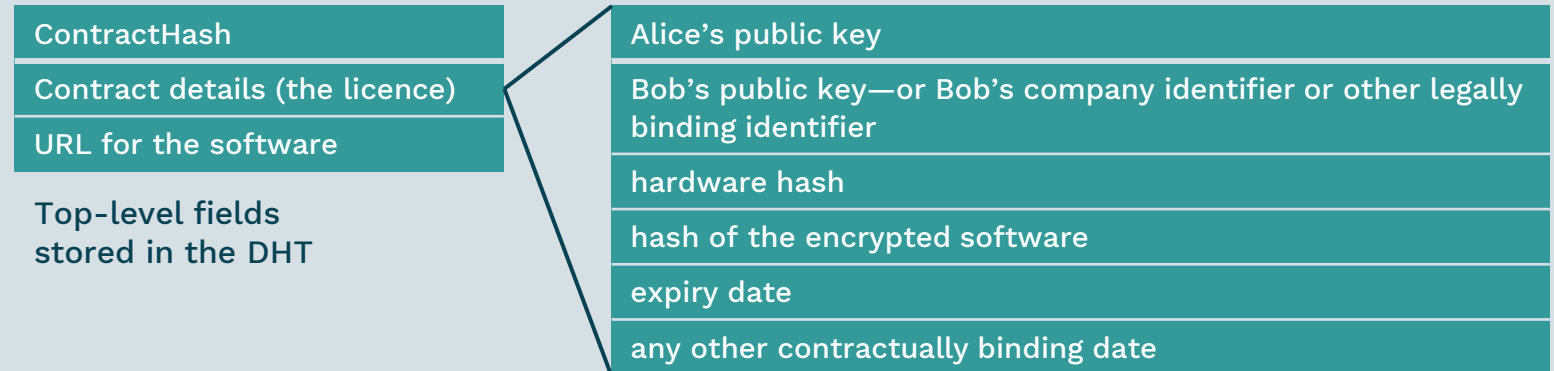 ContractHash
Contract details (the licence)
URL for the software
Top-level fields
stored in the DHT
Alice’s public key
Bob’s public key—or Bob’s company identifier or other legally
binding identifier
hardware hash
hash of the encrypted software
expiry date
any other contractually binding date